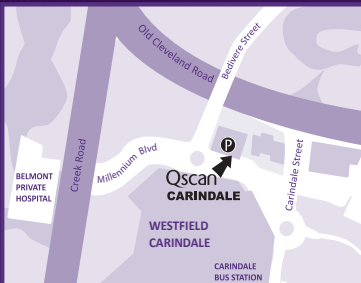 Old Cleveland Road
Bedivere Street
P
Creek Road
Millennium Blvd
Carindale Street
BELMONT
PRIVATE
HOSPITAL
Qscan
CARINDALE
WESTFIELD
CARINDALE
CARINDALE
BUS STATION